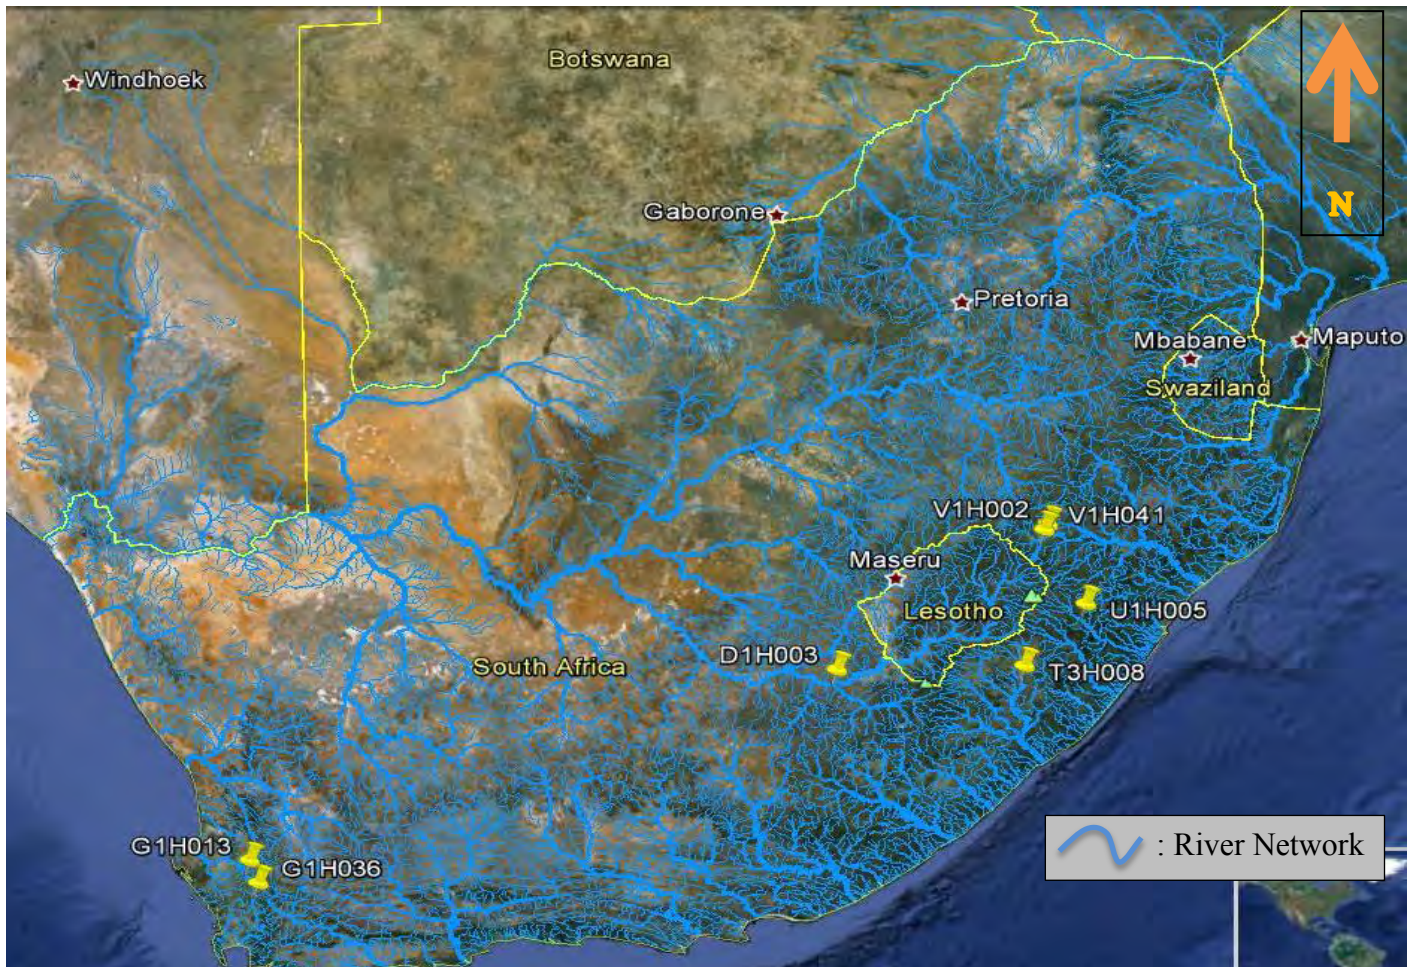 Botswana
Windhoek
N
Gaborone
Pretoria
Mbabane
Maputo
Swaziland
V1H002
V1H041
Maseru
Lesotho
U1H005
D1H003
South Africa
T3H008
: River Network
G1H013
G1H036